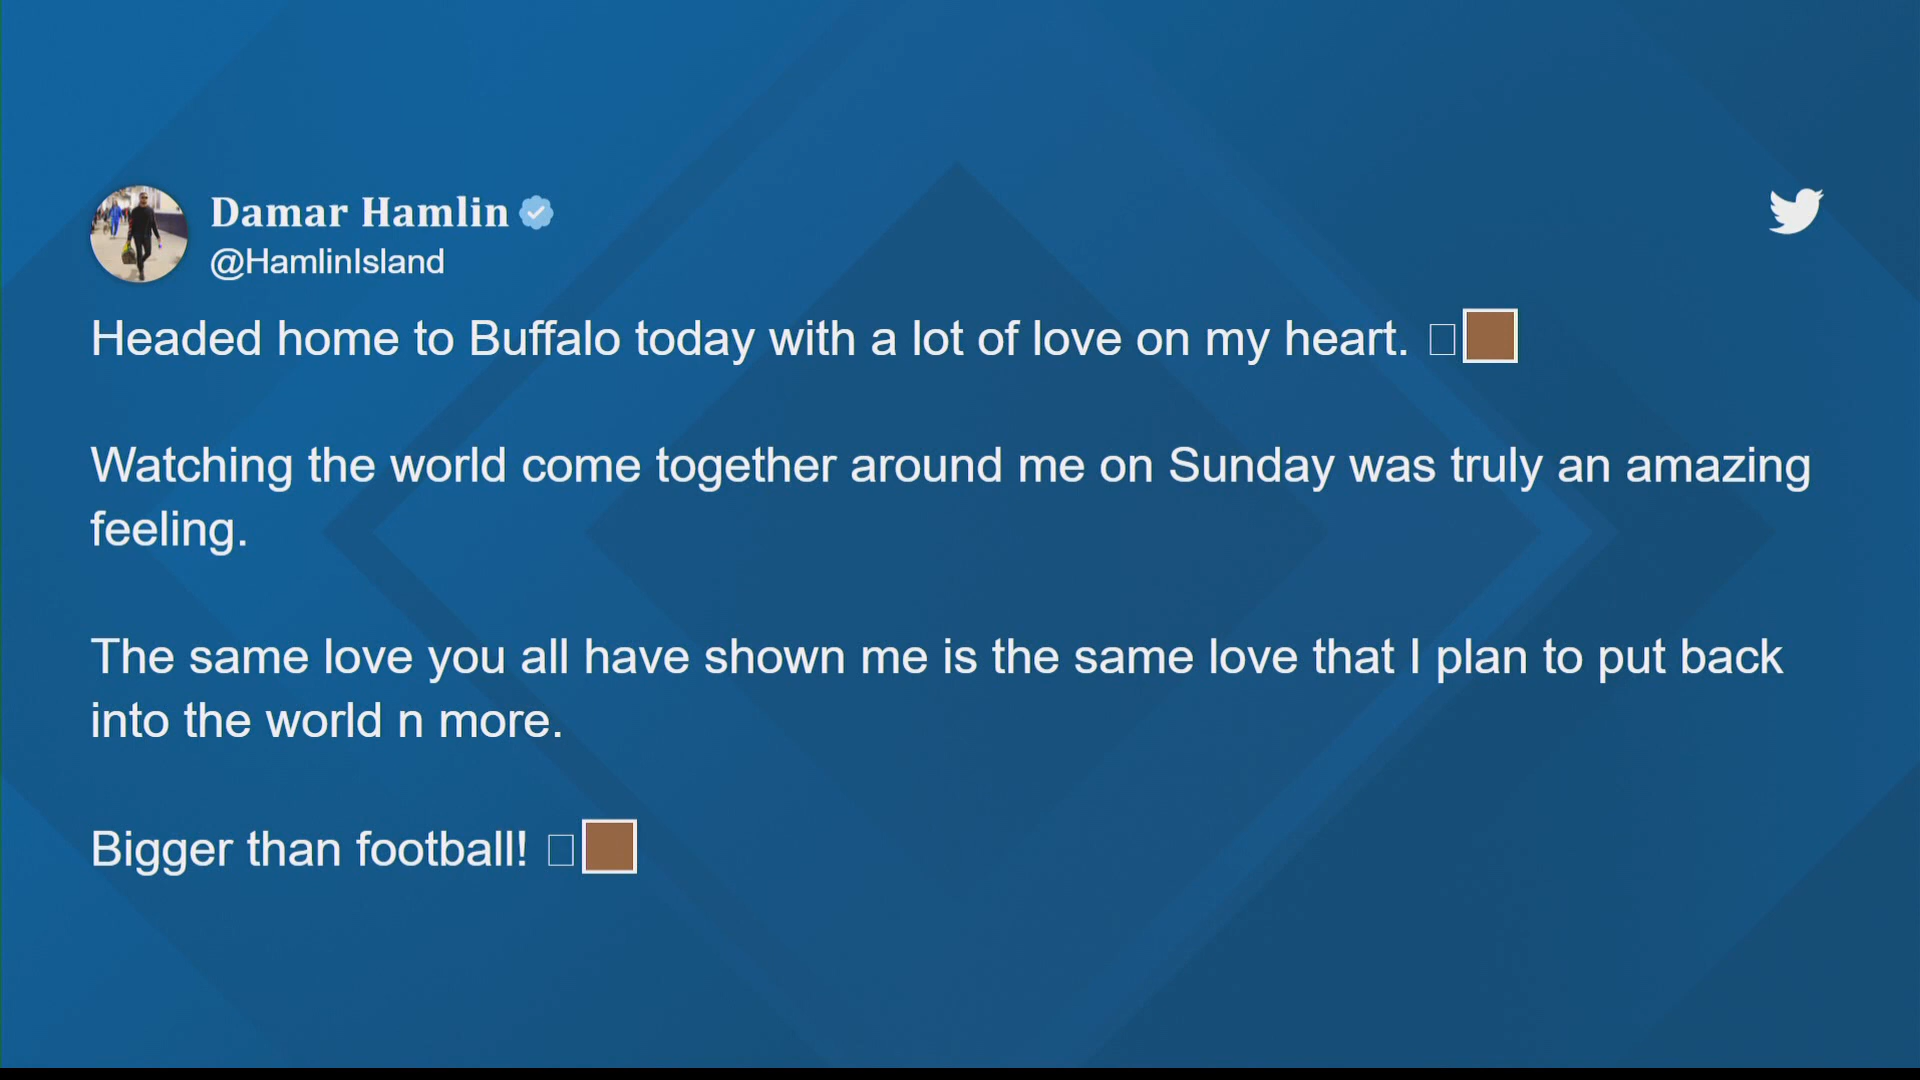 Damar Hamlin
@HamlinIsland
Headed home to Buffalo today with a lot of love on my heart. 
Watching the world come together around me on Sunday was truly an amazing
feeling.
The same love you all have shown me is the same love that I plan to put back
into the world n more.
Bigger than football!